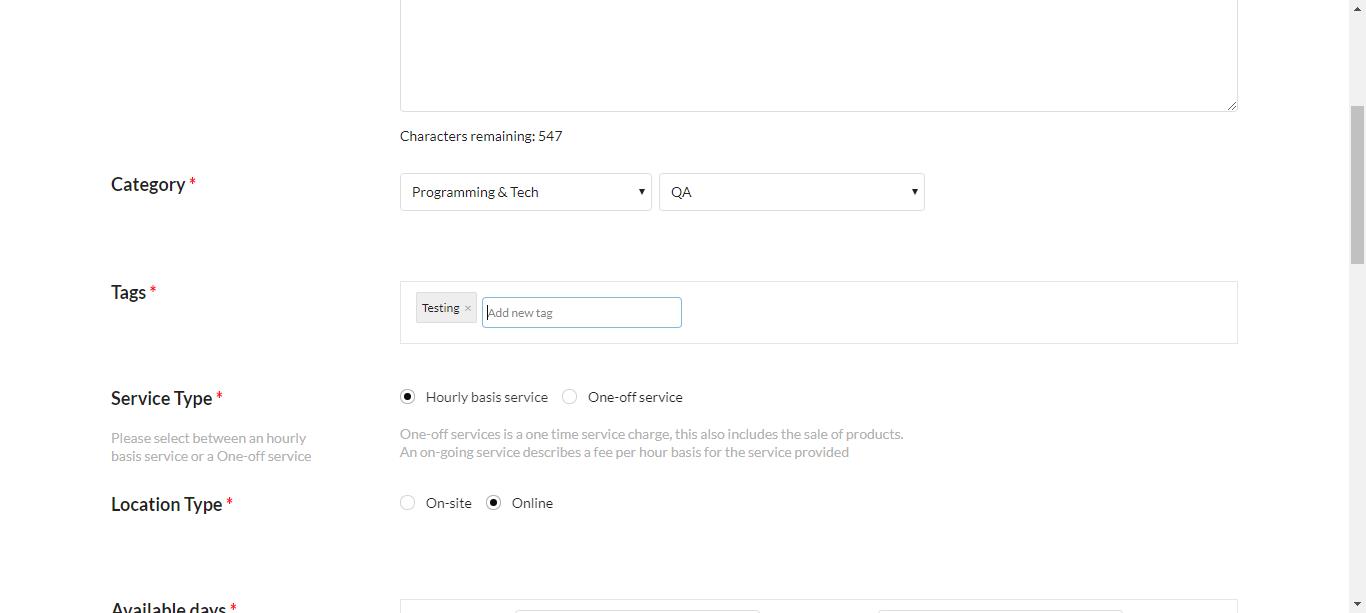 Characters remaining: 547
Category *
Programming & Tech
QA
Tags *
Testing ×
Add new tag
Service Type *
Hourly basis service
One-off service
Please select between an hourly
basis service or a One-off service
One-off services is a one time service charge, this also includes the sale of products.
An on-going service describes a fee per hour basis for the service provided
Location Type *
On-site
Online
Available days *